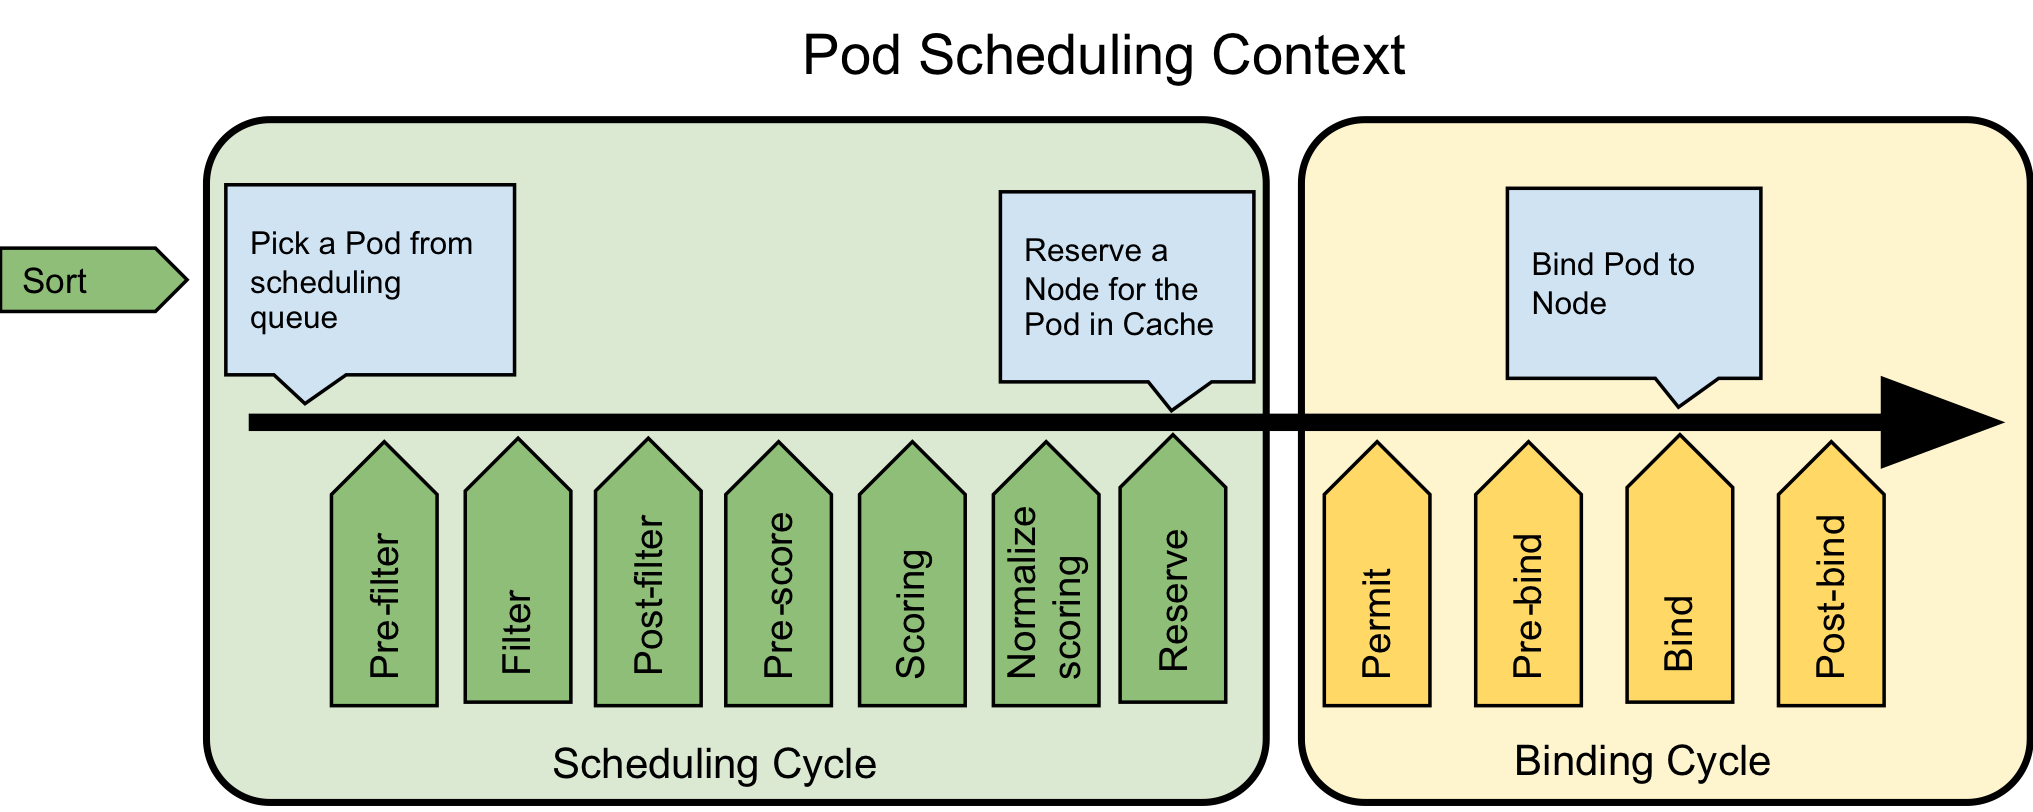 Pod Scheduling Context
Sort
Pick a Pod from
scheduling
queue
Reserve a
Node for the
Pod in Cache
Bind Pod to
Node
Pre-filter
Filter
Post-filter
Pre-score
Scoring
Normalize
scoring
Reserve
Permit
Pre-bind
Bind
Post-bind
Scheduling Cycle
Binding Cycle